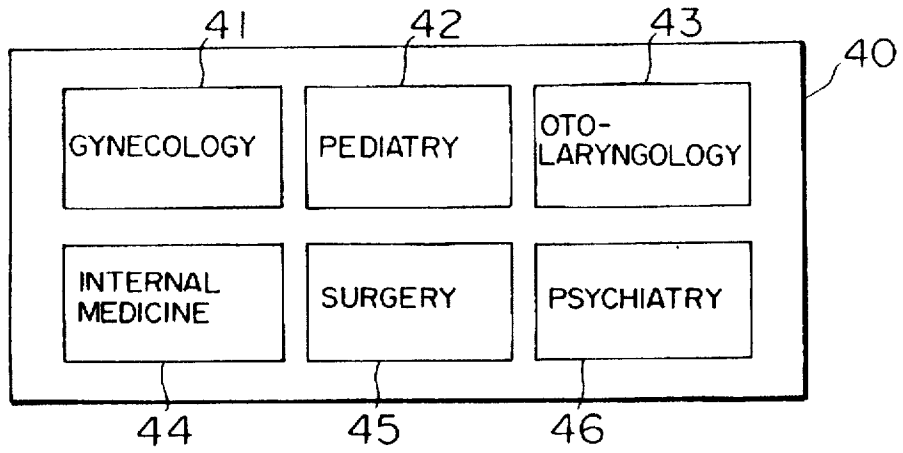 41 42 43
40
GYNECOLOGY
PEDIATRY
OTO-
LARYNGOLOGY
INTERNAL
MEDICINE
SURGERY
PSYCHIATRY
44 45 46